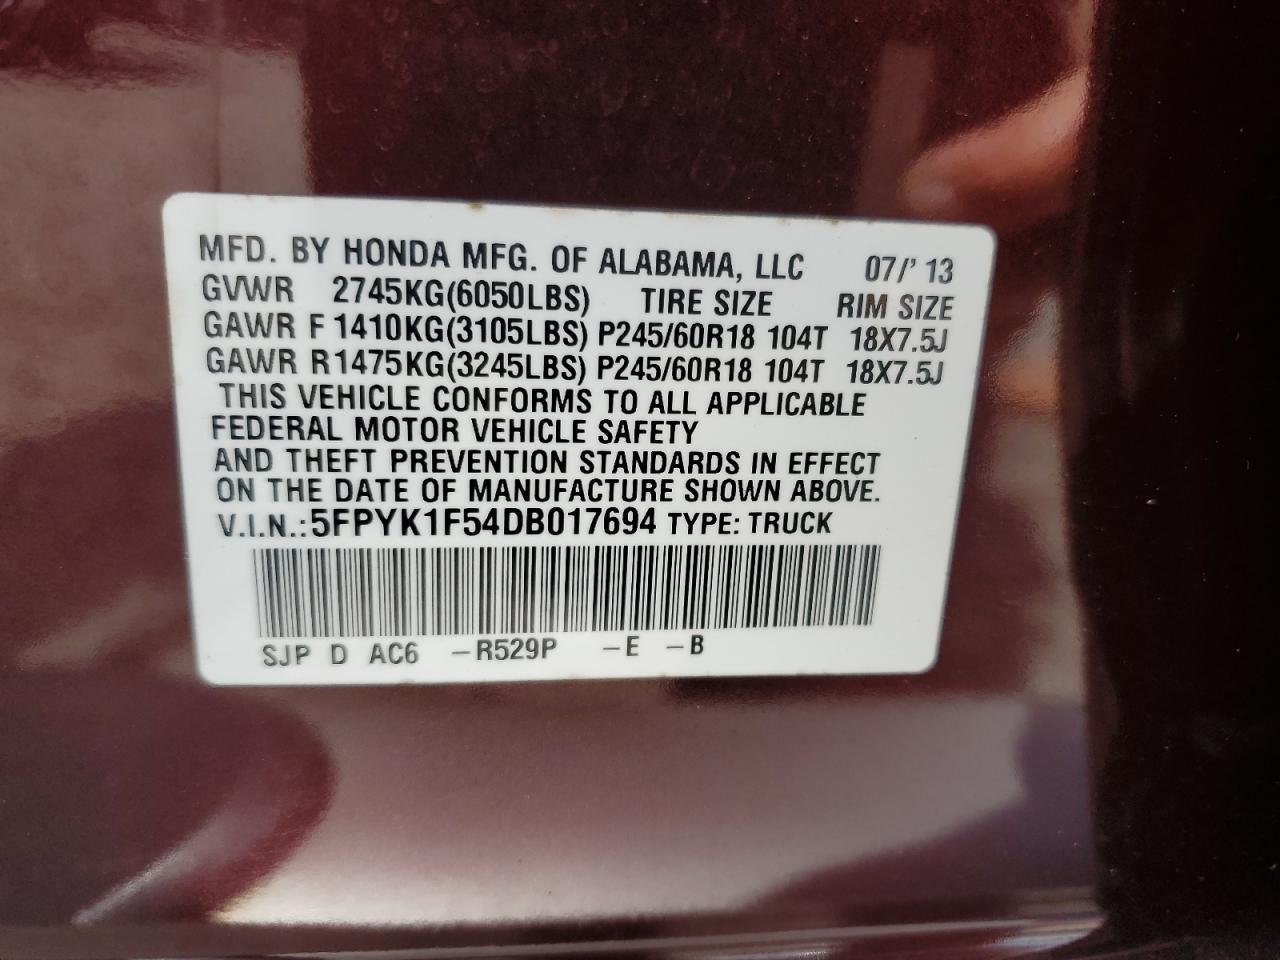 MFD. BY HONDA MFG. OF ALABAMA, LLC 07/' 13
GVWR 2745KG(6050LBS) TIRE SIZE RIM SIZE
GAWR F 1410KG(3105LBS) P245/60R18 104T 18X7.5J
GAWR R 1475KG(3245LBS) P245/60R18 104T 18X7.5J
THIS VEHICLE CONFORMS TO ALL APPLICABLE
FEDERAL MOTOR VEHICLE SAFETY
AND THEFT PREVENTION STANDARDS IN EFFECT
ON THE DATE OF MANUFACTURE SHOWN ABOVE.
V.I.N.: 5FPYK1F54DB017694 TYPE: TRUCK
SJP D AC6 –R529P –E –B